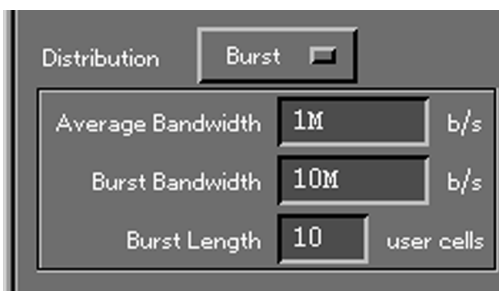 Distribution Burst
Average Bandwidth 1M b/s
Burst Bandwidth 10M b/s
Burst Length 10 user cells